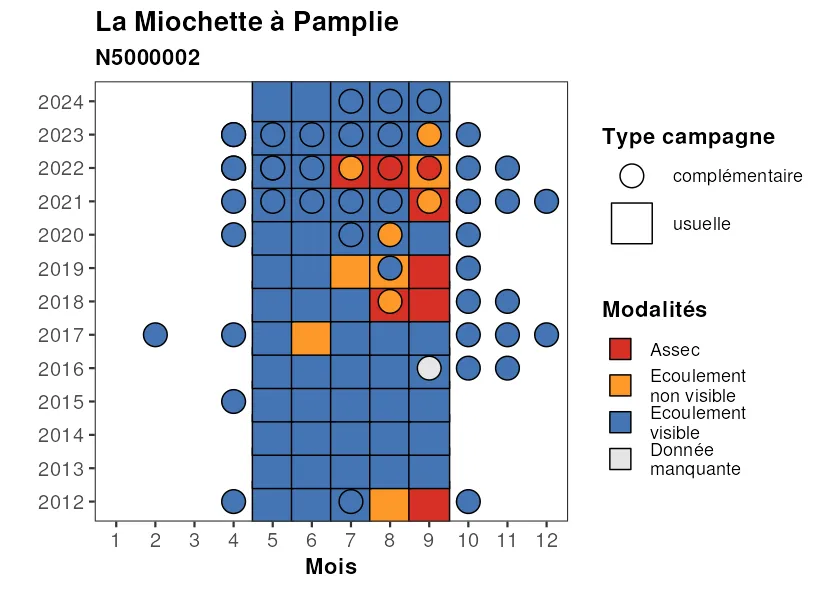 La Miochette à Pamplie
N5000002
2024
2023
2022
2021
2020
2019
2018
2017
2016
2015
2014
2013
2012
1 2 3 4 5 6 7 8 9 10 11 12
Mois
Type campagne
complémentaire
usuelle
Modalités
Assec
Ecoulement
non visible
Ecoulement
visible
Donnée
manquante